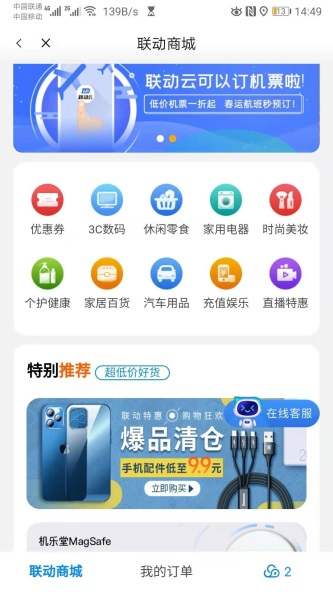 中国联通 4G 2G 139B/s 13 14:49
中国移动
联动商城
联动云
联动云可以订机票啦!
低价机票一折起 春运航班秒预订!
优惠券 3C数码 休闲零食 家用电器 时尚美妆
个护健康 家居百货 汽车用品 充值娱乐 直播特惠
特别推荐 超低价好货
联动特惠 购物狂欢
爆品清仓
手机配件低至9.9元
立即购买
在线客服
机乐堂MagSafe
联动商城 我的订单 2